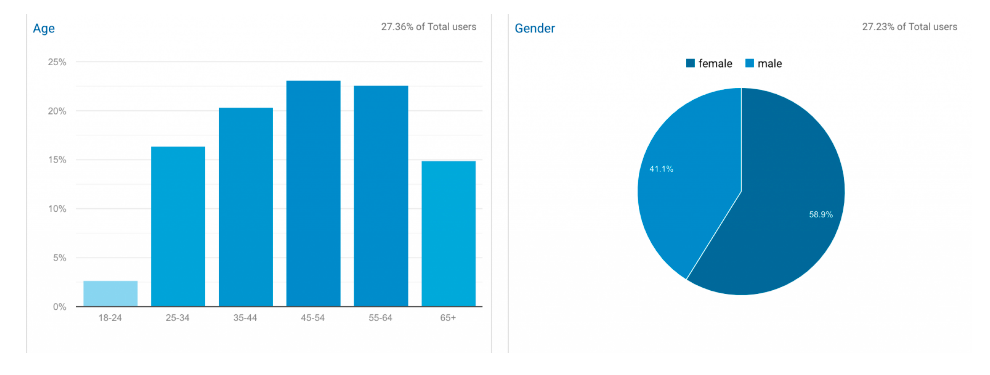 Age
27.36% of Total users
25%
20%
15%
10%
5%
0%
18-24
25-34
35-44
45-54
55-64
65+
Gender
27.23% of Total users
female
male
41.1%
58.9%